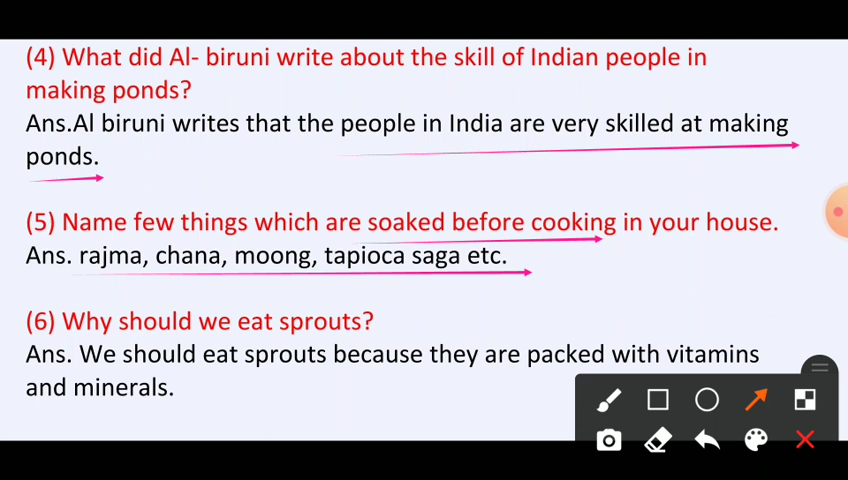 (4) What did Al- biruni write about the skill of Indian people in
making ponds?
Ans.Al biruni writes that the people in India are very skilled at making
ponds.
(5) Name few things which are soaked before cooking in your house.
Ans. rajma, chana, moong, tapioca saga etc.
(6) Why should we eat sprouts?
Ans. We should eat sprouts because they are packed with vitamins
and minerals.